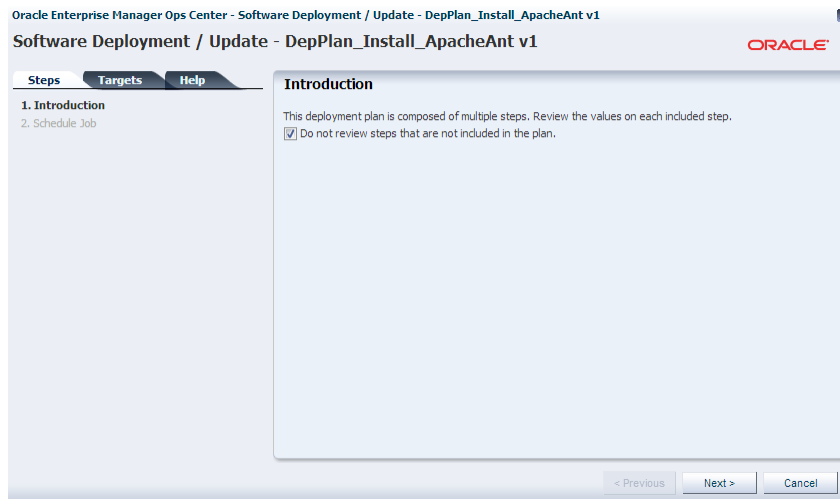 Oracle Enterprise Manager Ops Center - Software Deployment / Update - DepPlan_Install_ApacheAnt v1
Software Deployment / Update - DepPlan_Install_ApacheAnt v1
ORACLE
Steps Targets Help
1. Introduction
2. Schedule Job
Introduction
This deployment plan is composed of multiple steps. Review the values on each included step.
Do not review steps that are not included in the plan.
< Previous Next > Cancel